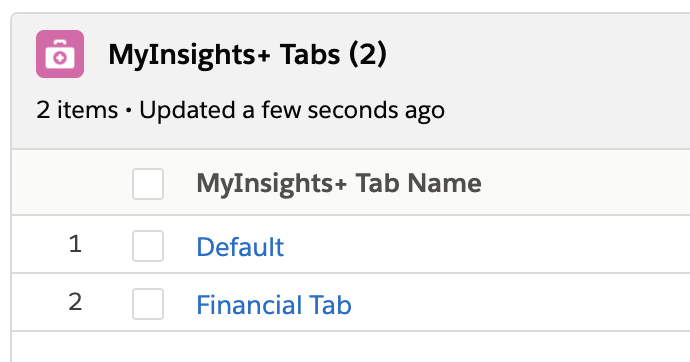 MyInsights+ Tabs (2)
2 items • Updated a few seconds ago
MyInsights+ Tab Name
1 Default
2 Financial Tab